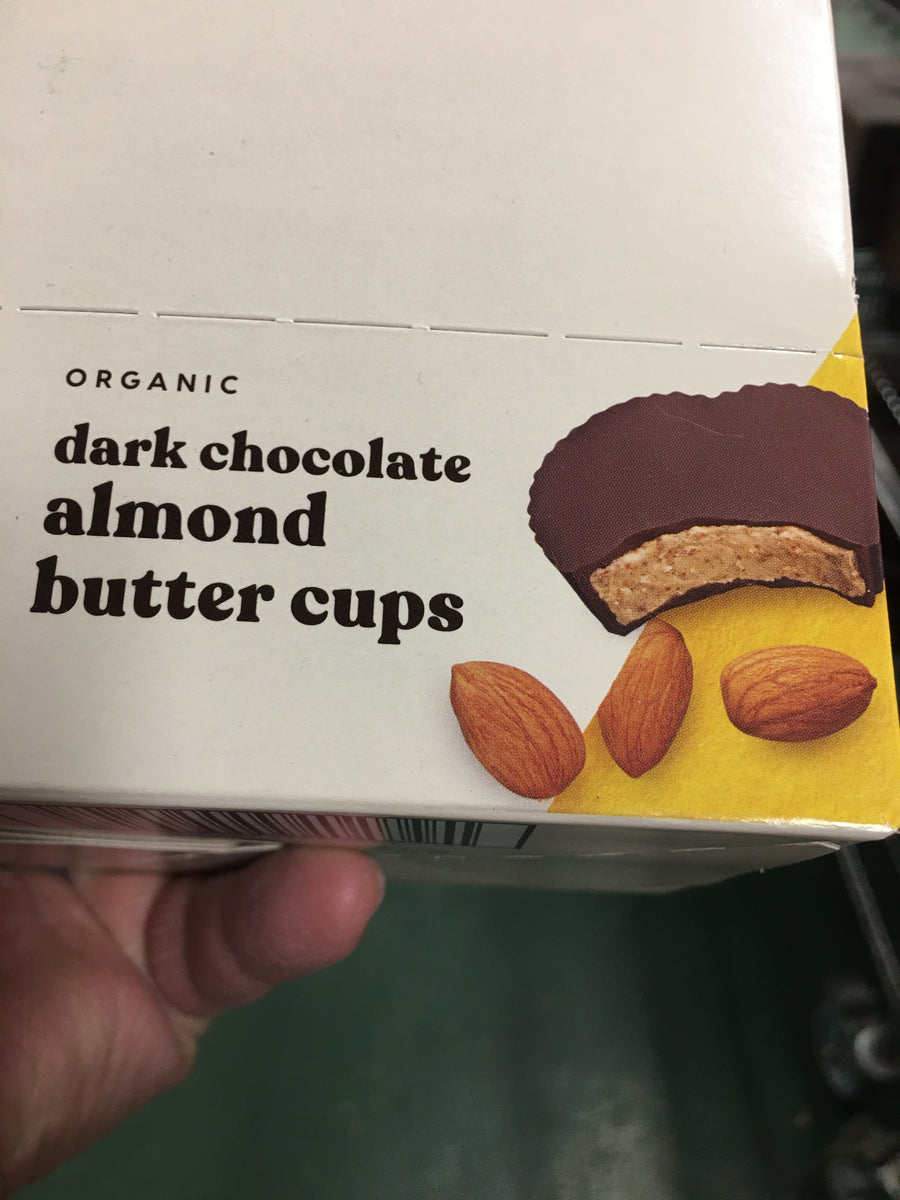 ORGANIC
dark chocolate
almond
butter cups